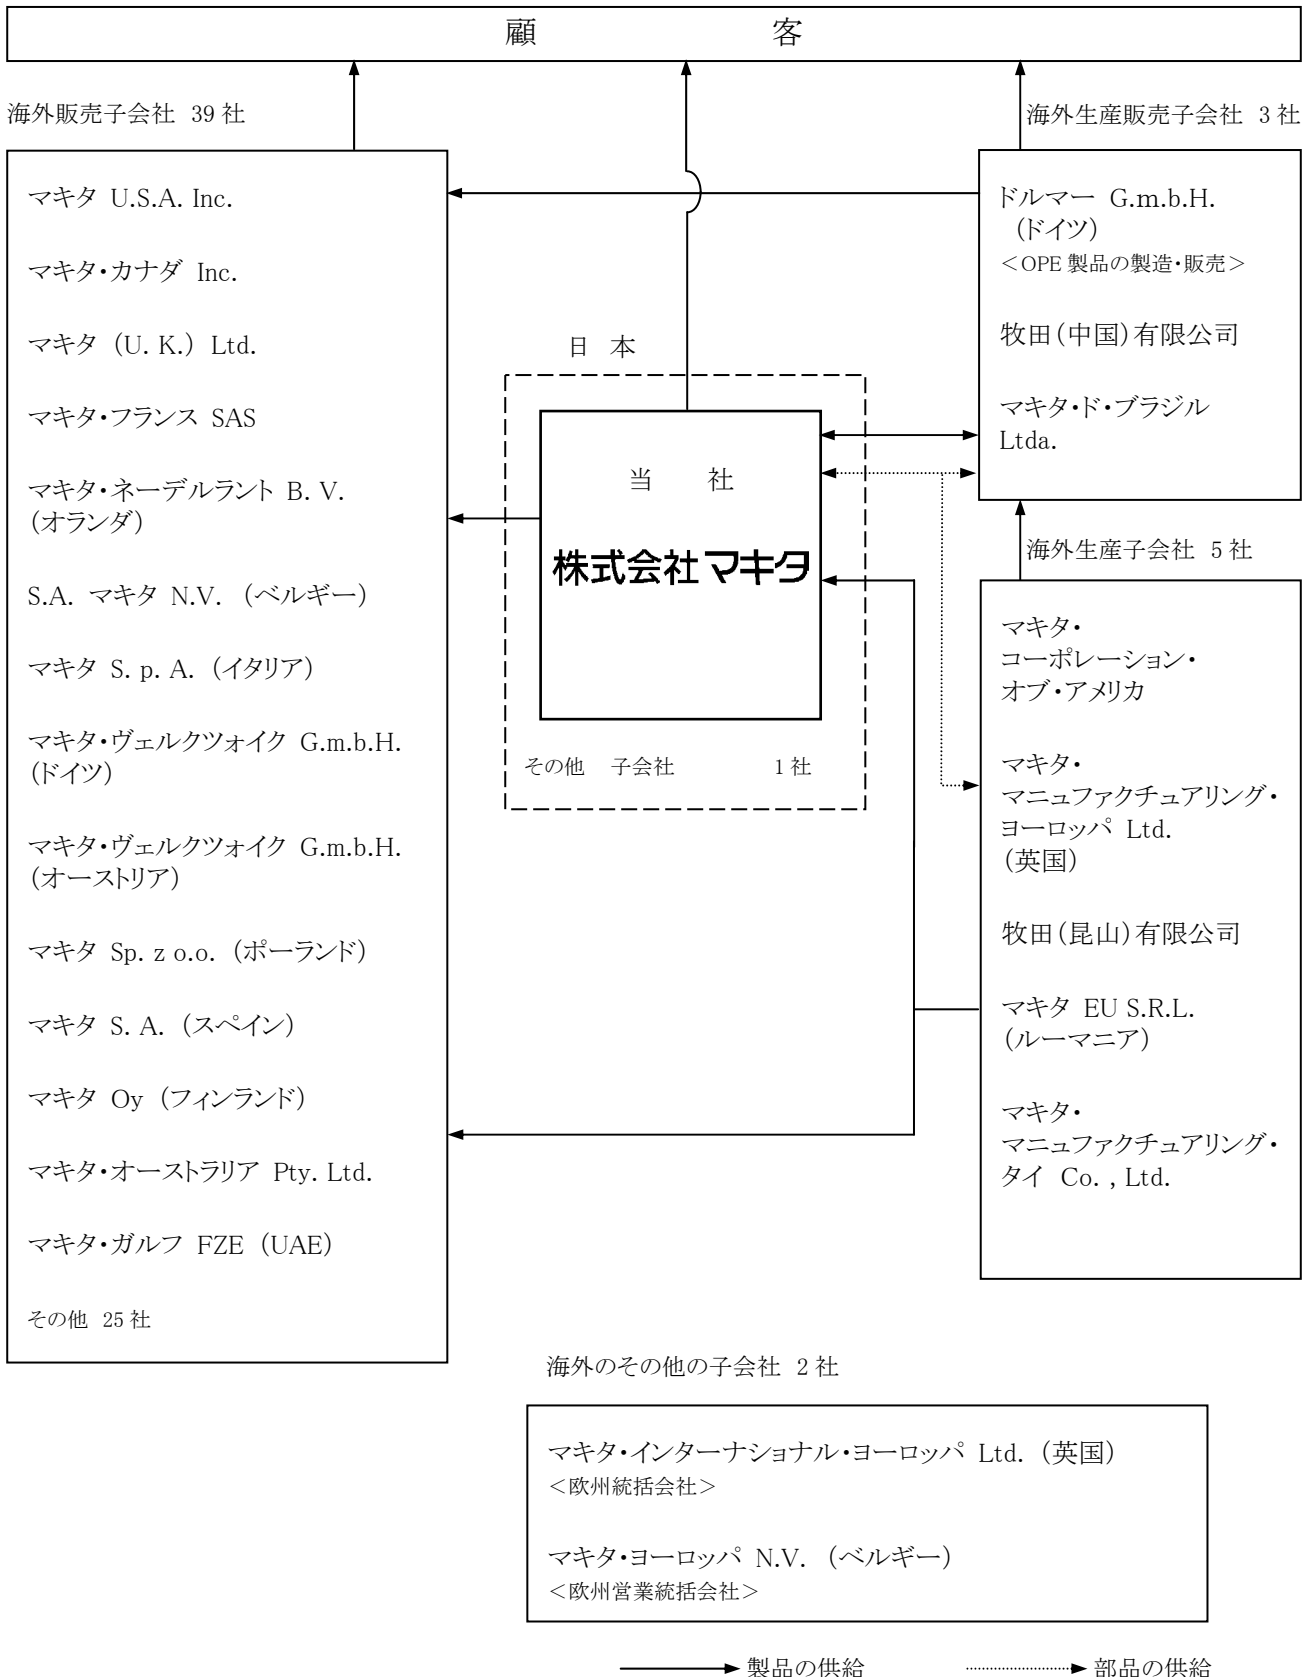 顧 客
海外販売子会社 39 社
マキタ U.S.A. Inc.
マキタ・カナダ Inc.
マキタ (U. K.) Ltd.
マキタ・フランス SAS
マキタ・ネーデルラント B. V.
(オランダ)
S.A. マキタ N.V. (ベルギー)
マキタ S. p. A. (イタリア)
マキタ・ヴェルクツォイク G.m.b.H.
(ドイツ)
マキタ・ヴェルクツォイク G.m.b.H.
(オーストリア)
マキタ Sp. z o.o. (ポーランド)
マキタ S. A. (スペイン)
マキタ Oy (フィンランド)
マキタ・オーストラリア Pty. Ltd.
マキタ・ガルフ FZE (UAE)
その他 25 社
日 本
当 社
株式会社マキタ
その他 子会社 1 社
海外生産販売子会社 3 社
ドルマー G.m.b.H.
(ドイツ)
＜OPE 製品の製造・販売＞
牧田(中国)有限公司
マキタ・ド・ブラジル
Ltda.
海外生産子会社 5 社
マキタ・
コーポレーション・
オブ・アメリカ
マキタ・
マニュファクチュアリング・
ヨーロッパ Ltd.
(英国)
牧田(昆山)有限公司
マキタ EU S.R.L.
(ルーマニア)
マキタ・
マニュファクチュアリング・
タイ Co. , Ltd.
海外のその他の子会社 2 社
マキタ・インターナショナル・ヨーロッパ Ltd. (英国)
＜欧州統括会社＞
マキタ・ヨーロッパ N.V. (ベルギー)
＜欧州営業統括会社＞
製品の供給 部品の供給